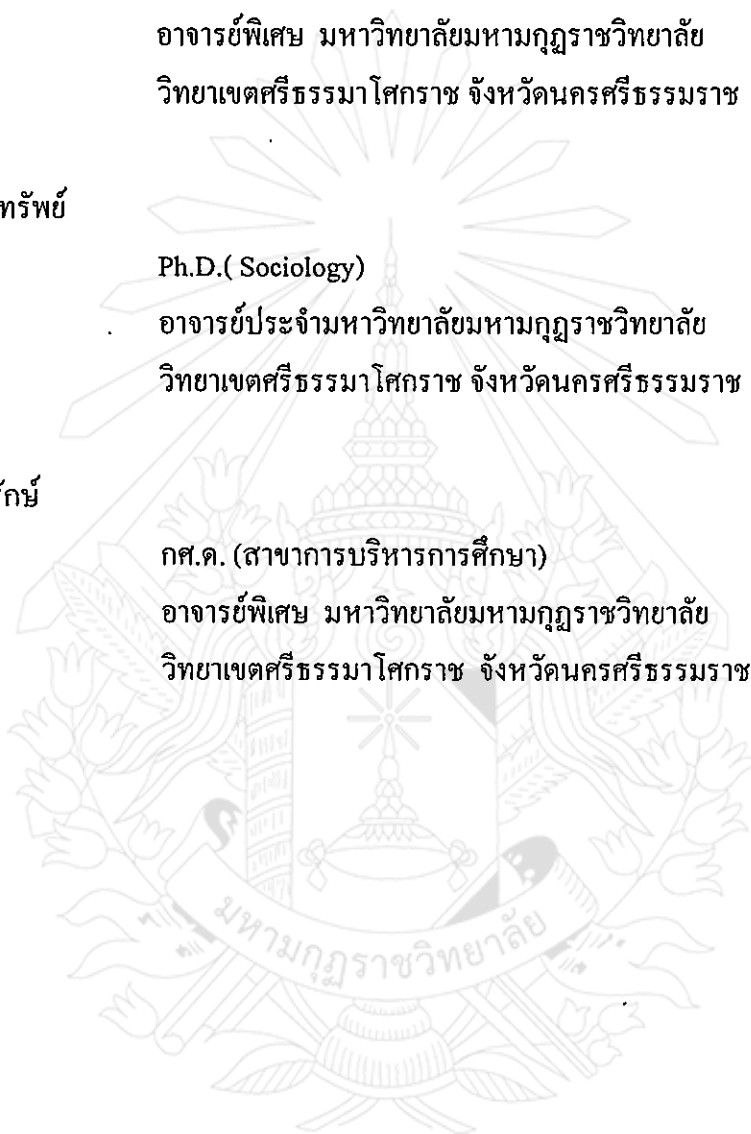 อาจารย์พิเศษ มหาวิทยาลัยมหามกุฏราชวิทยาลัย
วิทยาเขตศรีธรรมาโศกราช จังหวัดนครศรีธรรมราช
ทรัพย์
Ph.D.( Sociology)
อาจารย์ประจำมหาวิทยาลัยมหามกุฏราชวิทยาลัย
วิทยาเขตศรีธรรมาโศกราช จังหวัดนครศรีธรรมราช
รักษ์
กศ.ด. (สาขาการบริหารการศึกษา)
อาจารย์พิเศษ มหาวิทยาลัยมหามกุฏราชวิทยาลัย
วิทยาเขตศรีธรรมาโศกราช จังหวัดนครศรีธรรมราช
มหามกุฏราชวิทยาลัย